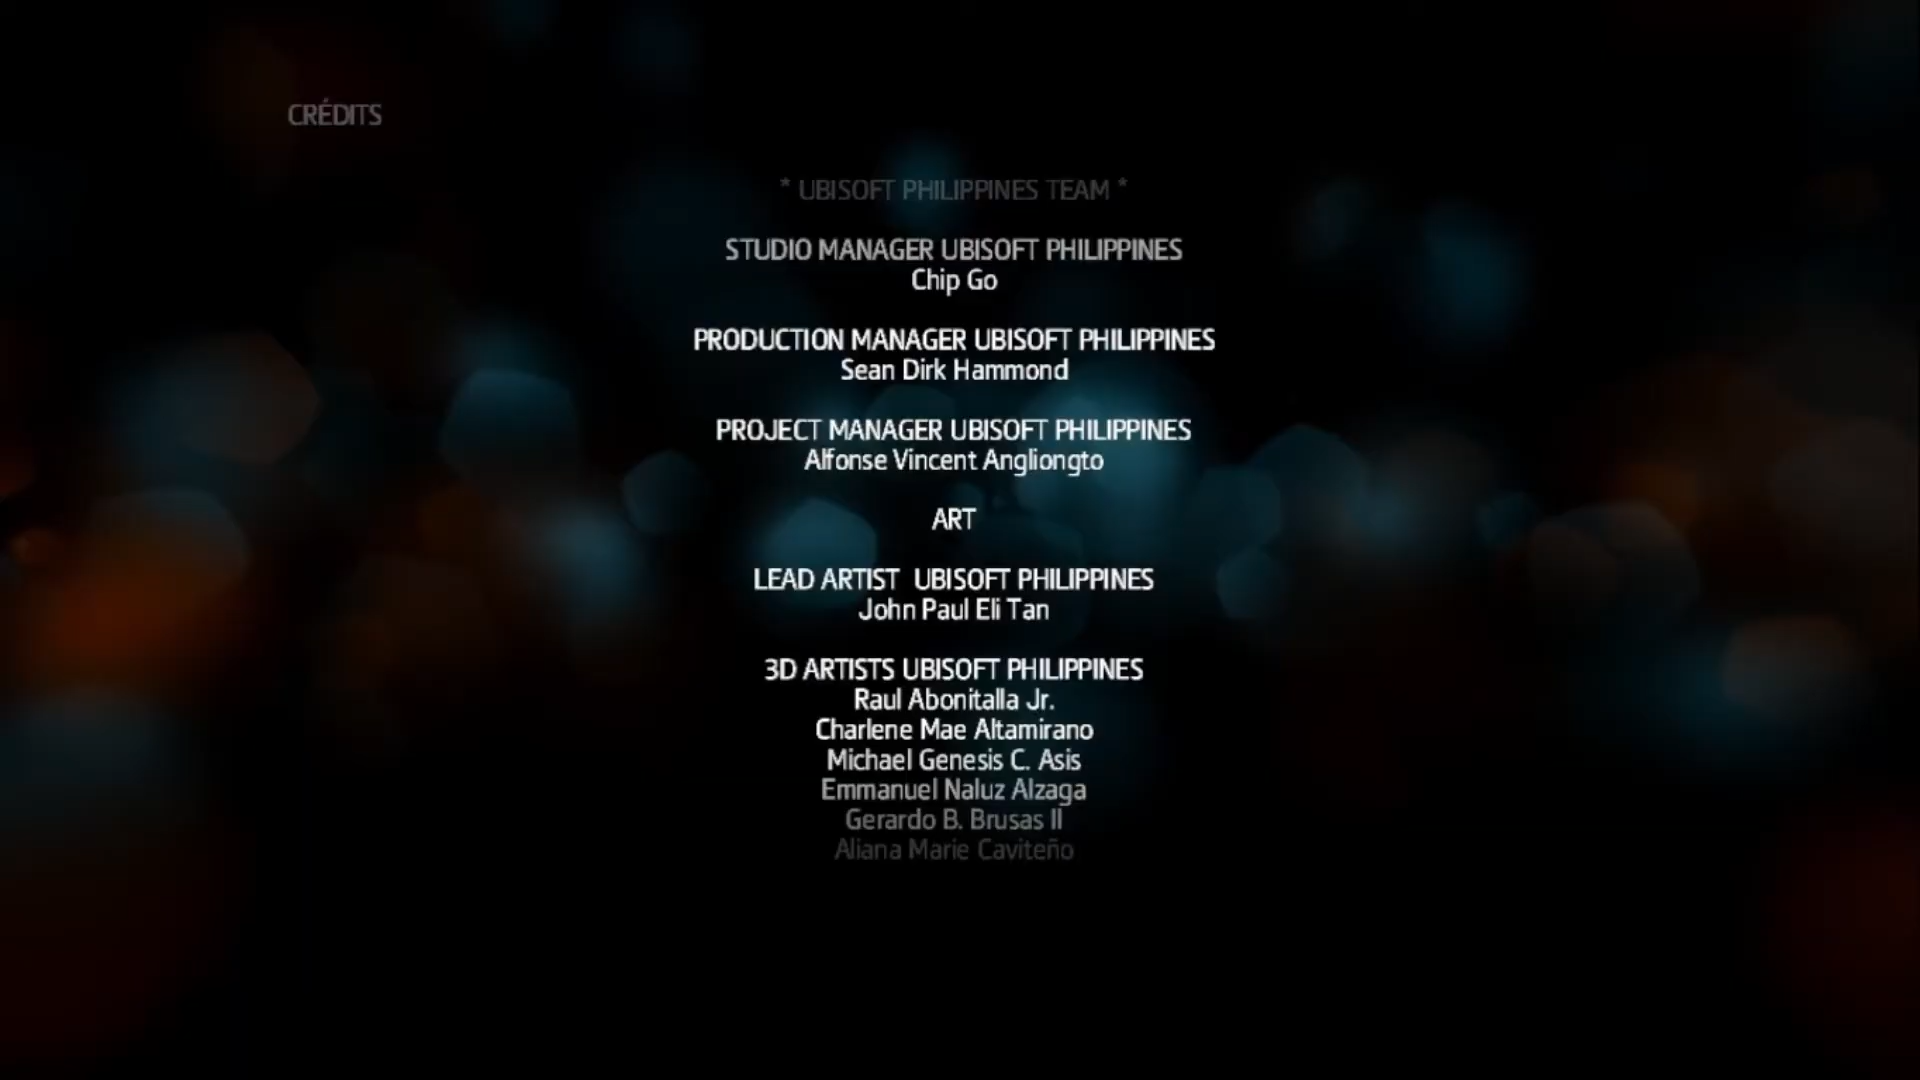 CRÉDITS
* UBISOFT PHILIPPINES TEAM *
STUDIO MANAGER UBISOFT PHILIPPINES
Chip Go
PRODUCTION MANAGER UBISOFT PHILIPPINES
Sean Dirk Hammond
PROJECT MANAGER UBISOFT PHILIPPINES
Alfonse Vincent Angliongto
ART
LEAD ARTIST  UBISOFT PHILIPPINES
John Paul Eli Tan
3D ARTISTS UBISOFT PHILIPPINES
Raul Abonitalla Jr.
Charlene Mae Altamirano
Michael Genesis C. Asis
Emmanuel Naluz Alzaga
Gerardo B. Brusas II
Aliana Marie Caviteño